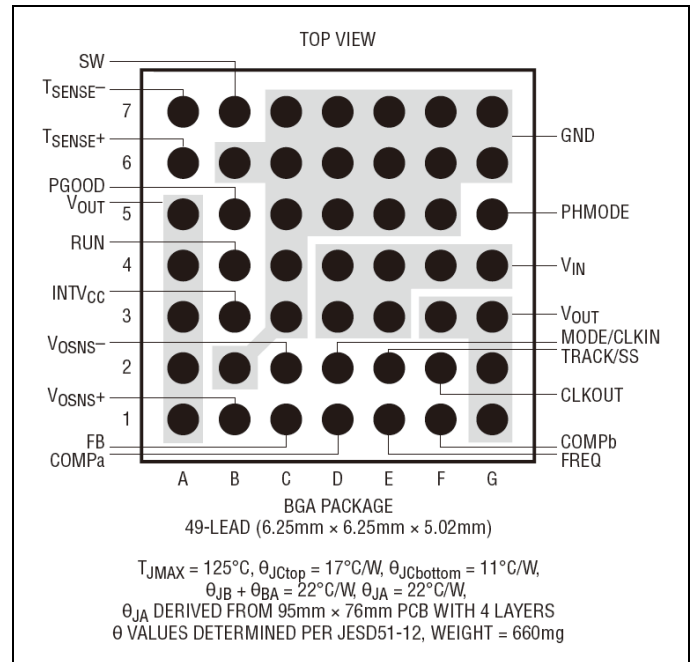 TOP VIEW
SW
TSENSE–
7
TSENSE+
GND
6
PGOOD
VOUT
5
PHMODE
RUN
4
VIN
INTVCC
3
VOUT
MODE/CLKIN
VOSNS–
TRACK/SS
2
CLKOUT
VOSNS+
1
FB
COMPb
COMPa
FREQ
A B C D E F G
BGA PACKAGE
49-LEAD (6.25mm × 6.25mm × 5.02mm)
TJMAX = 125°C, θJCtop = 17°C/W, θJCbottom = 11°C/W,
θJB + θBA = 22°C/W, θJA = 22°C/W,
θJA DERIVED FROM 95mm × 76mm PCB WITH 4 LAYERS
θ VALUES DETERMINED PER JESD51-12, WEIGHT = 660mg